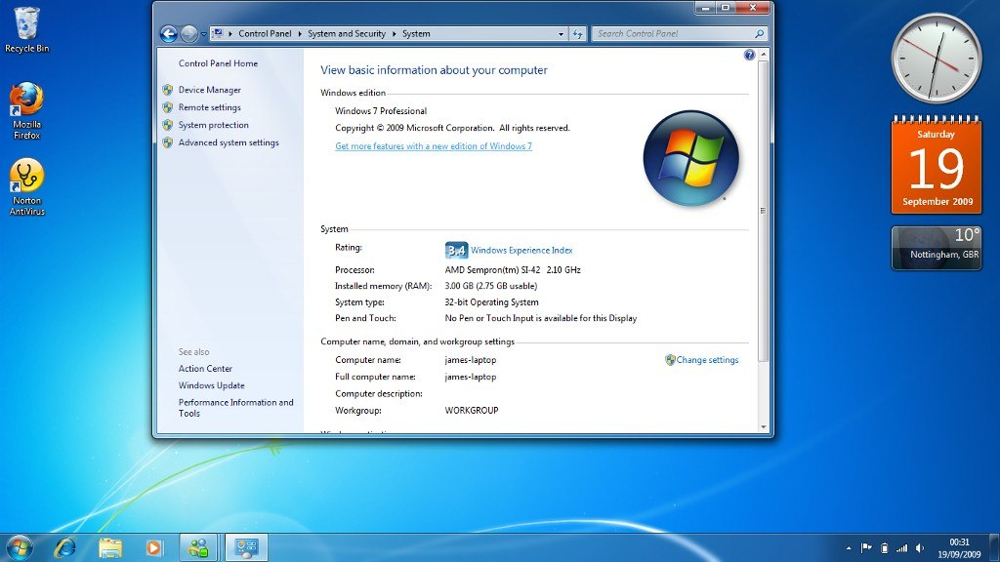 Recycle Bin
Mozilla
Firefox
Norton
AntiVirus
Control Panel
System and Security
System
Search Control Panel
Control Panel Home
Device Manager
Remote settings
System protection
Advanced system settings
See also
Action Center
Windows Update
Performance Information and
Tools
View basic information about your computer
Windows edition
Windows 7 Professional
Copyright © 2009 Microsoft Corporation.  All rights reserved.
Get more features with a new edition of Windows 7
System
Rating:
3.4 Windows Experience Index
Processor: AMD Sempron(tm) SI-42   2.10 GHz
Installed memory (RAM): 3.00 GB (2.75 GB usable)
System type: 32-bit Operating System
Pen and Touch: No Pen or Touch Input is available for this Display
Computer name, domain, and workgroup settings
Computer name: james-laptop
Change settings
Full computer name: james-laptop
Computer description:
Workgroup: WORKGROUP
Saturday
19
September 2009
10°
Nottingham, GBR
00:31
19/09/2009